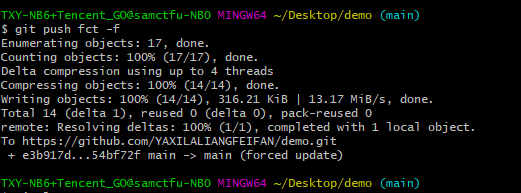 TXY-NB6+Tencent_GO@samctfu-NB0 MINGW64 ~/Desktop/demo (main)
$ git push fct -f
Enumerating objects: 17, done.
Counting objects: 100% (17/17), done.
Delta compression using up to 4 threads
Compressing objects: 100% (14/14), done.
Writing objects: 100% (14/14), 316.21 KiB | 13.17 MiB/s, done.
Total 14 (delta 1), reused 0 (delta 0), pack-reused 0
remote: Resolving deltas: 100% (1/1), completed with 1 local object.
To https://github.com/YAXILALIANGFEIFAN/demo.git
 + e3b917d...54bf72f main -> main (forced update)

TXY-NB6+Tencent_GO@samctfu-NB0 MINGW64 ~/Desktop/demo (main)